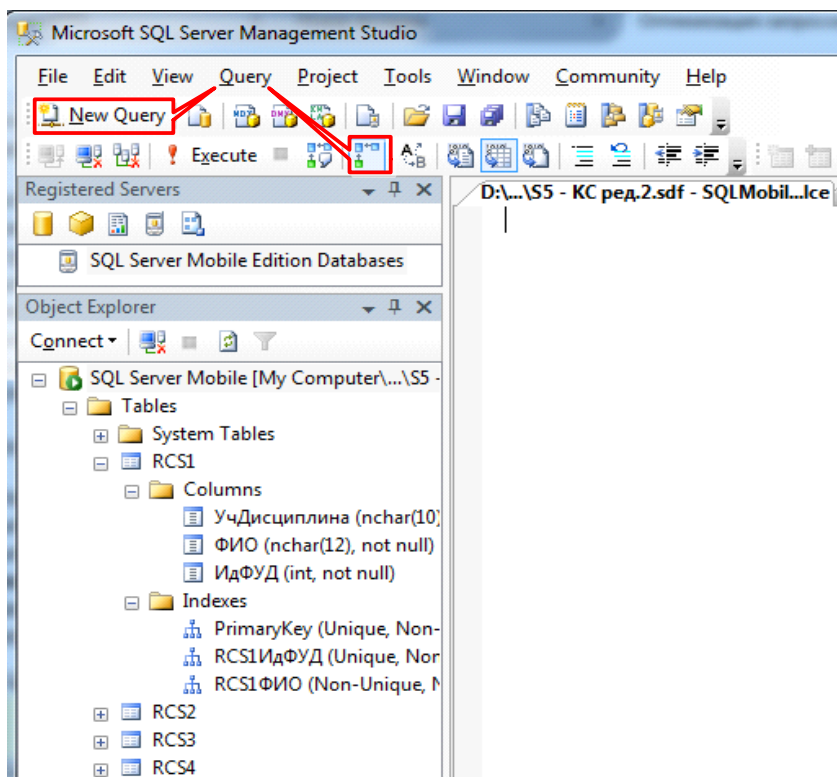 Microsoft SQL Server Management Studio
File Edit View Query Project Tools Window Community Help
New Query
Execute
Registered Servers
D:\...\S5 - КС ред.2.sdf - SQLMobil...lce
SQL Server Mobile Edition Databases
Object Explorer
Connect
SQL Server Mobile [My Computer\...\S5 -
Tables
System Tables
RCS1
Columns
УчДисциплина (nchar(10)
ФИО (nchar(12), not null)
ИдФУД (int, not null)
Indexes
PrimaryKey (Unique, Non-
RCS1ИдФУД (Unique, Non
RCS1ФИО (Non-Unique, N
RCS2
RCS3
RCS4